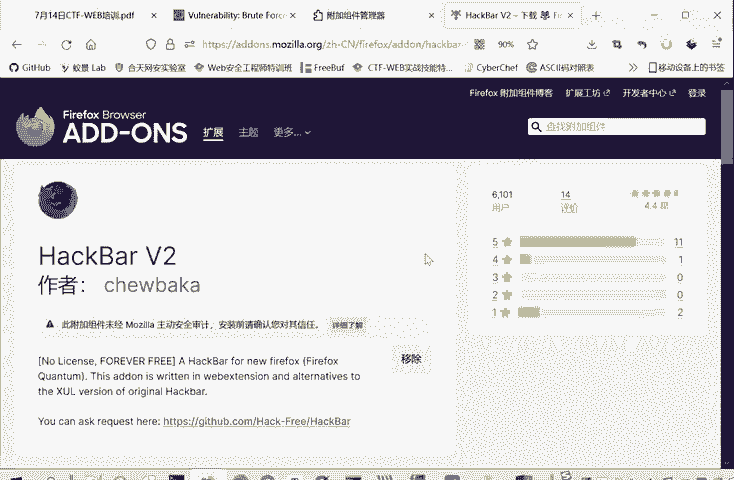 7月14日CTF-WEB培训.pdf
Vulnerability: Brute Force
附加组件管理器
HackBar V2 – 下载
https://addons.mozilla.org/zh-CN/firefox/addon/hackbar-
90%
GitHub
蚁景 Lab
合天网安实验室
Web安全工程师特训班
FreeBuf
CTF-WEB实战技能特...
CyberChef
ASCII码对照表
移动设备上的书签
Firefox 附加组件博客
扩展工坊
开发者中心
登录
Firefox Browser
ADD-ONS
扩展
主题
更多...
查找附加组件
HackBar V2
作者： chewbaka
此附加组件未经 Mozilla 主动安全审计，安装前请确认您对其信任。
详细了解
[No License, FOREVER FREE] A HackBar for new firefox (Firefox
Quantum). This addon is written in webextension and alternatives to
the XUL version of original Hackbar.
移除
You can ask request here: https://github.com/Hack-Free/HackBar
6,101
用户
14
评价
4.4 星
5 11
4 1
3 0
2 0
1 2